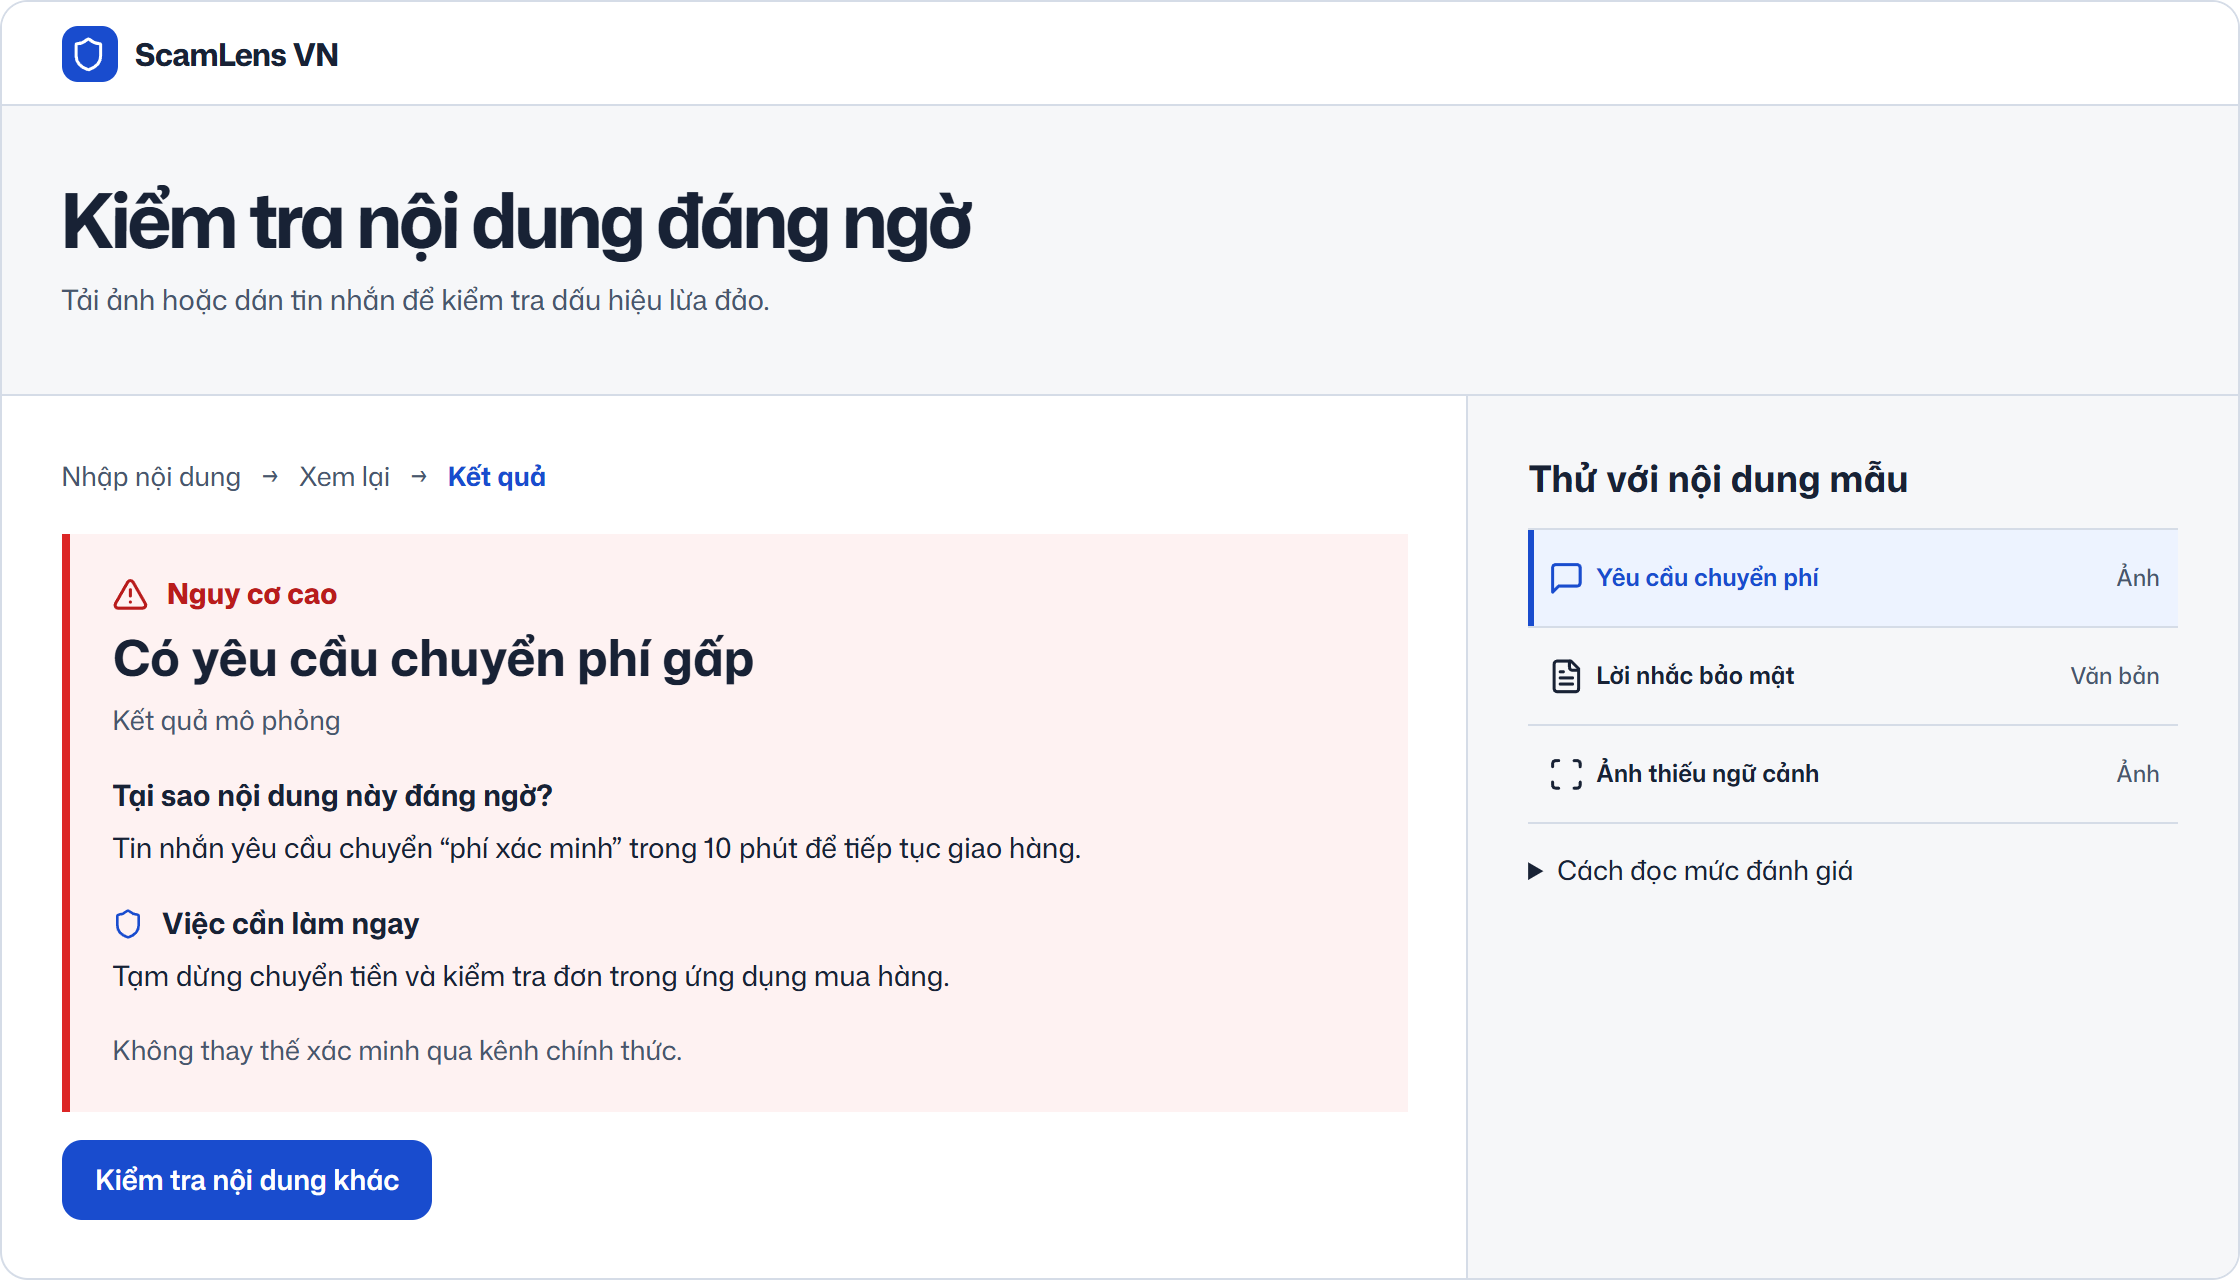 ScamLens VN
Kiểm tra nội dung đáng ngờ
Tải ảnh hoặc dán tin nhắn để kiểm tra dấu hiệu lừa đảo.
Nhập nội dung → Xem lại → Kết quả
Nguy cơ cao
Có yêu cầu chuyển phí gấp
Kết quả mô phỏng
Tại sao nội dung này đáng ngờ?
Tin nhắn yêu cầu chuyển “phí xác minh” trong 10 phút để tiếp tục giao hàng.
Việc cần làm ngay
Tạm dừng chuyển tiền và kiểm tra đơn trong ứng dụng mua hàng.
Không thay thế xác minh qua kênh chính thức.
Kiểm tra nội dung khác
Thử với nội dung mẫu
Yêu cầu chuyển phí Ảnh
Lời nhắc bảo mật Văn bản
Ảnh thiếu ngữ cảnh Ảnh
▶ Cách đọc mức đánh giá